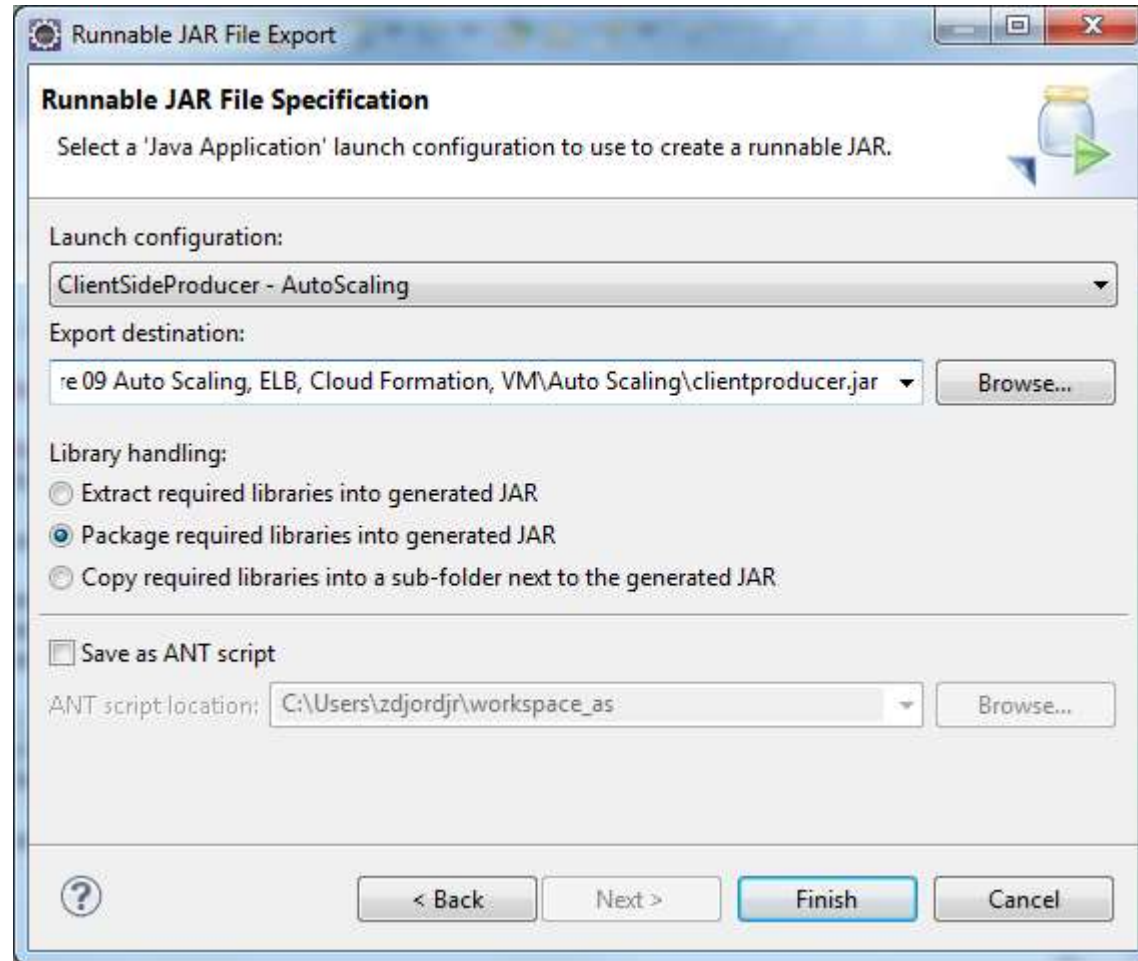 Runnable JAR File Export
Runnable JAR File Specification
Select a 'Java Application' launch configuration to use to create a runnable JAR.
Launch configuration:
ClientSideProducer - AutoScaling
Export destination:
re 09 Auto Scaling, ELB, Cloud Formation, VM\Auto Scaling\clientproducer.jar
Browse...
Library handling:
Extract required libraries into generated JAR
Package required libraries into generated JAR
Copy required libraries into a sub-folder next to the generated JAR
Save as ANT script
ANT script location: C:\Users\zdjordjr\workspace_as
Browse...
?
< Back
Next >
Finish
Cancel